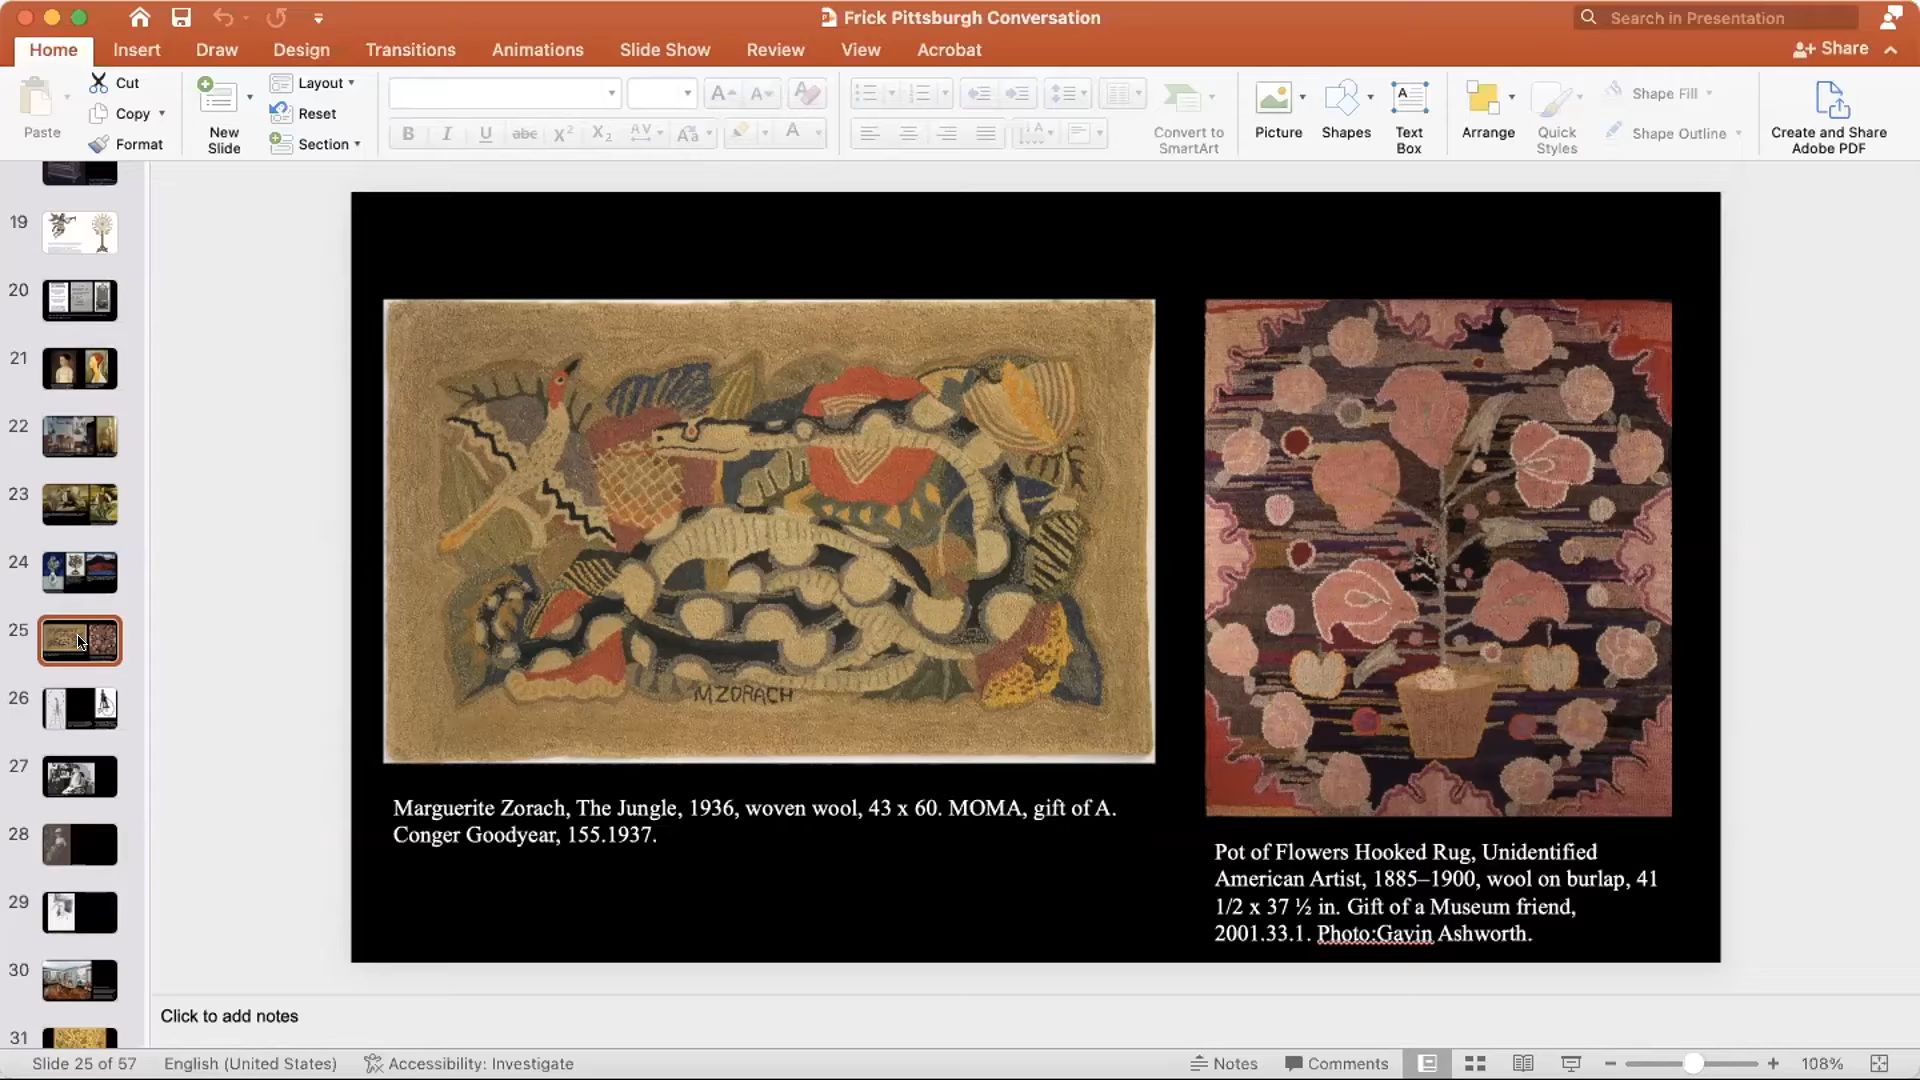 Frick Pittsburgh Conversation
Search in Presentation
Home Insert Draw Design Transitions Animations Slide Show Review View Acrobat
Share
Paste
Cut
Copy
Format
New Slide
Layout
Reset
Section
B I U abc X² X₂ AV Aa A
Convert to SmartArt
Picture
Shapes
Text Box
Arrange
Quick Styles
Shape Fill
Shape Outline
Create and Share Adobe PDF
19
20
21
22
23
24
25
26
27
28
29
30
31
MZORACH
Marguerite Zorach, The Jungle, 1936, woven wool, 43 x 60. MOMA, gift of A.
Conger Goodyear, 155.1937.
Pot of Flowers Hooked Rug, Unidentified
American Artist, 1885–1900, wool on burlap, 41
1/2 x 37 ½ in. Gift of a Museum friend,
2001.33.1. Photo:Gavin Ashworth.
Click to add notes
Slide 25 of 57 English (United States) Accessibility: Investigate Notes Comments 108%